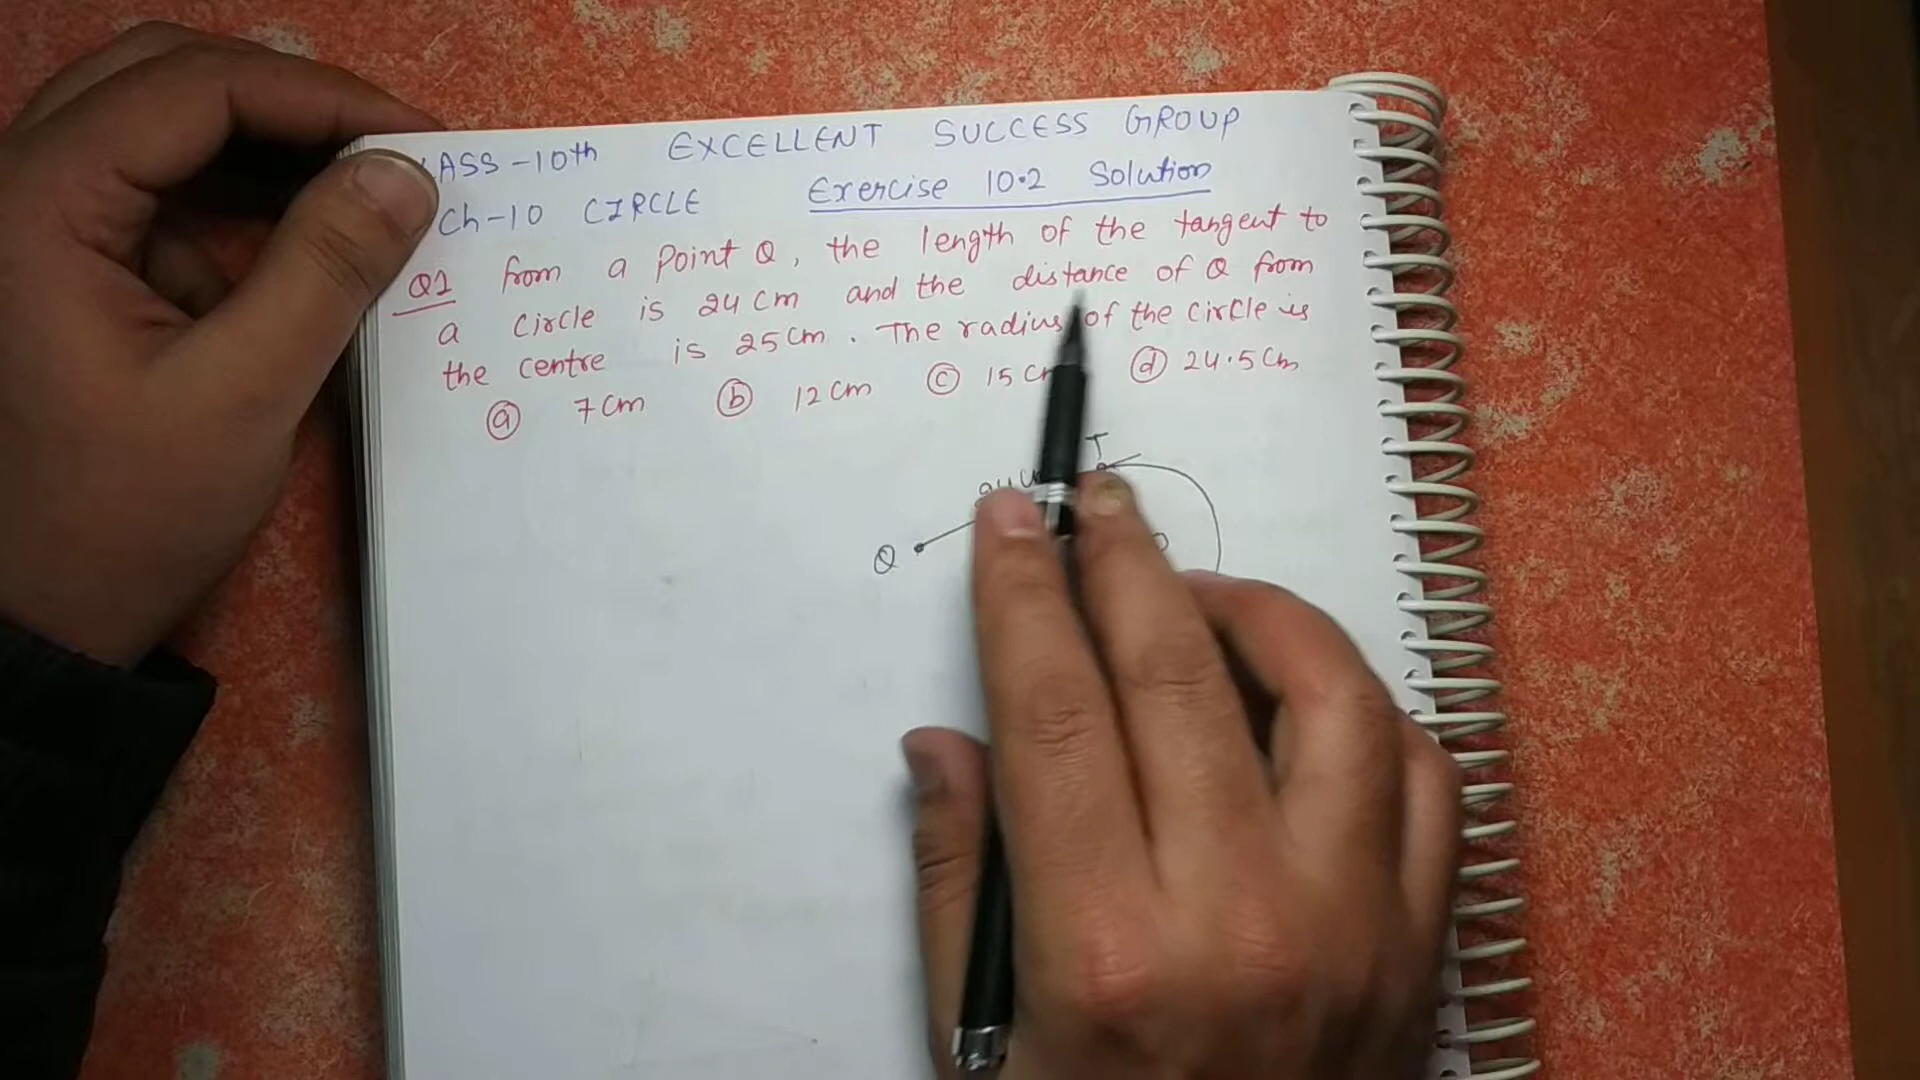 LASS-10th EXCELLENT SUCCESS GROUP
Ch-10 CIRCLE Exercise 10.2 Solution
Q1 from a Point Q, the length of the tangent to
a circle is 24 cm and the distance of Q from
the centre is 25 cm. The radius of the circle is
(a) 7 cm (b) 12 cm (c) 15 (d) 24.5 cm
T
24
Q